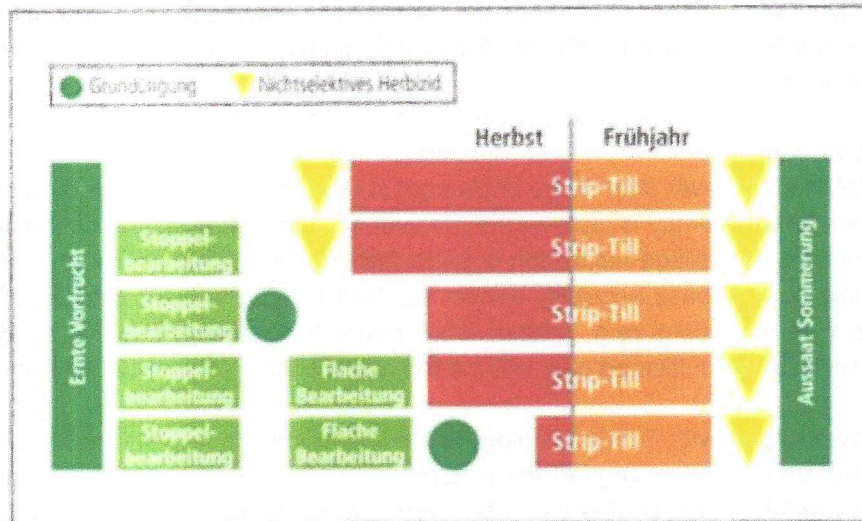 Gründüngung Nichtselektives Herbizid
Herbst Frühjahr
Ernte Vorfrucht
Strip-Till
Stoppel-
bearbeitung
Strip-Till
Stoppel-
bearbeitung
Strip-Till
Stoppel-
bearbeitung
Flache
Bearbeitung
Strip-Till
Stoppel-
bearbeitung
Flache
Bearbeitung
Strip-Till
Aussaat Sommerung